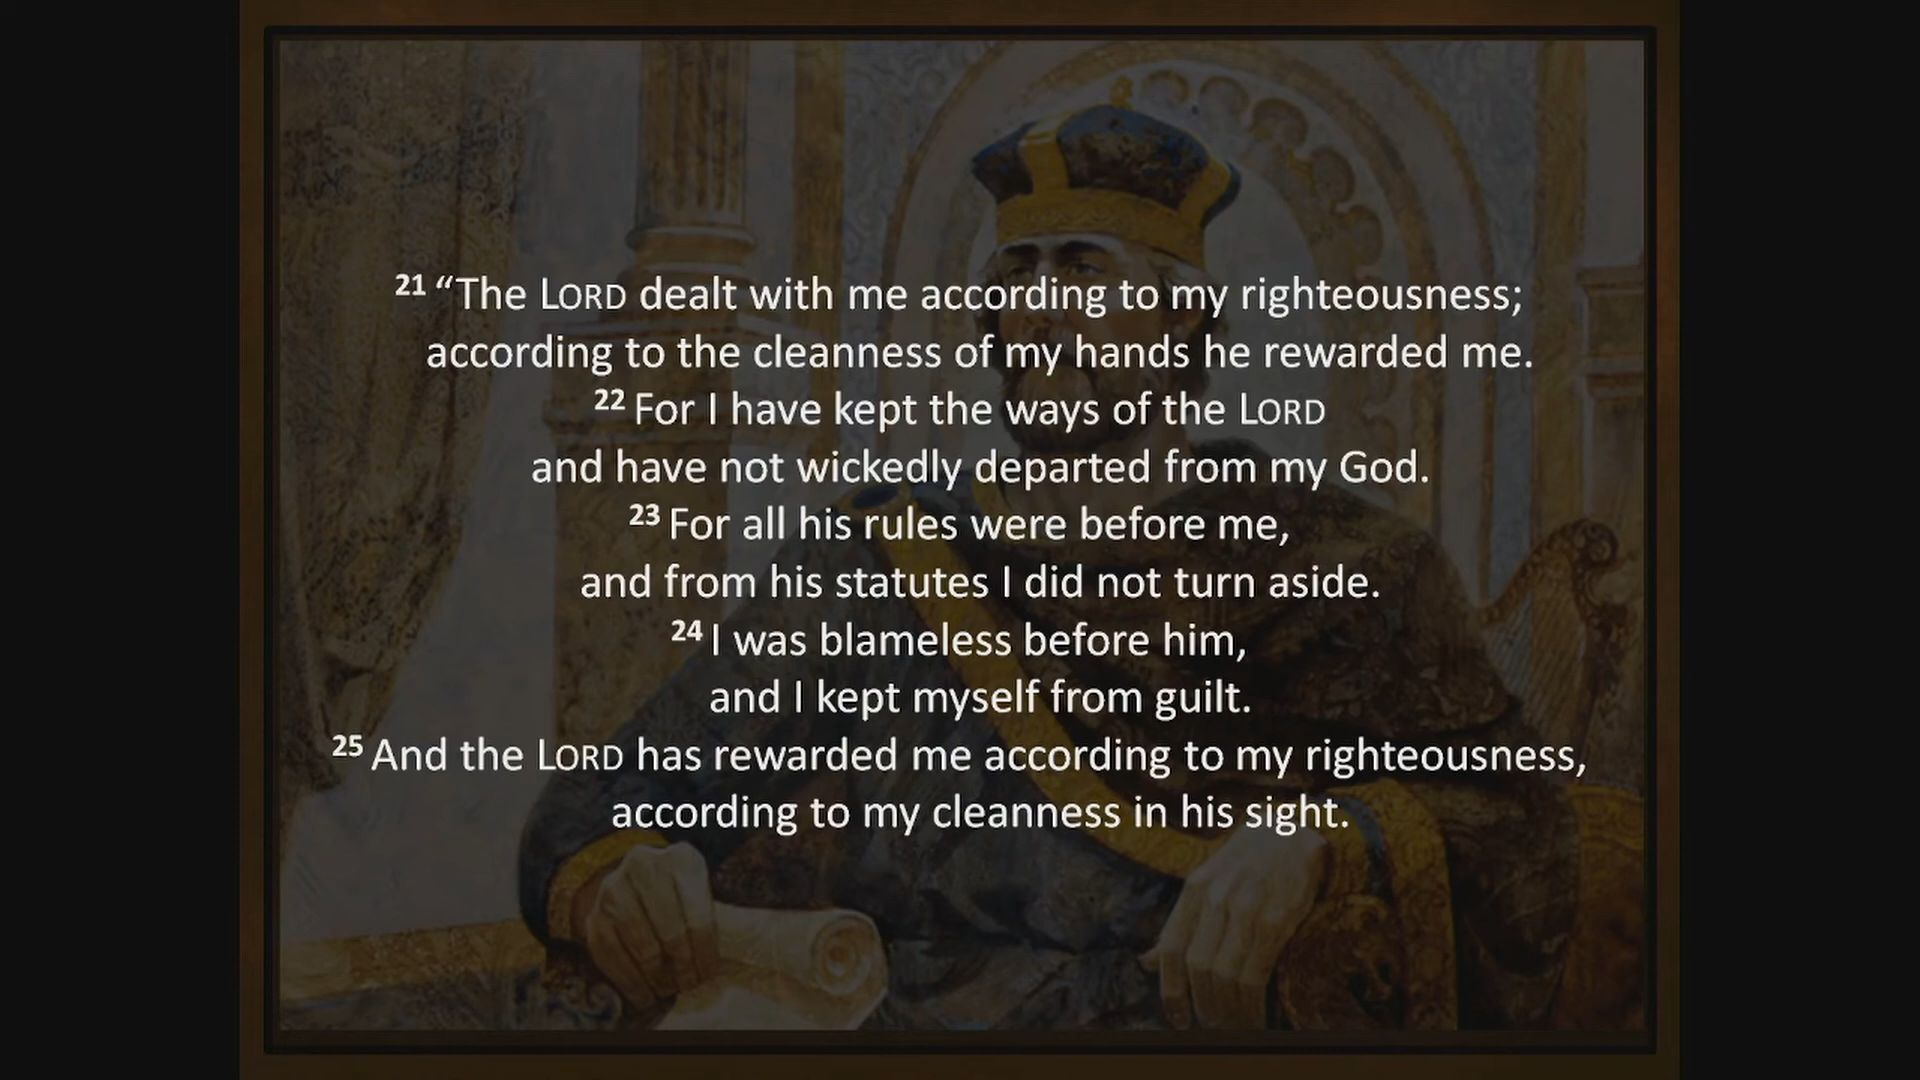 21 “The LORD dealt with me according to my righteousness;
according to the cleanness of my hands he rewarded me.
22 For I have kept the ways of the LORD
and have not wickedly departed from my God.
23 For all his rules were before me,
and from his statutes I did not turn aside.
24 I was blameless before him,
and I kept myself from guilt.
25 And the LORD has rewarded me according to my righteousness,
according to my cleanness in his sight.